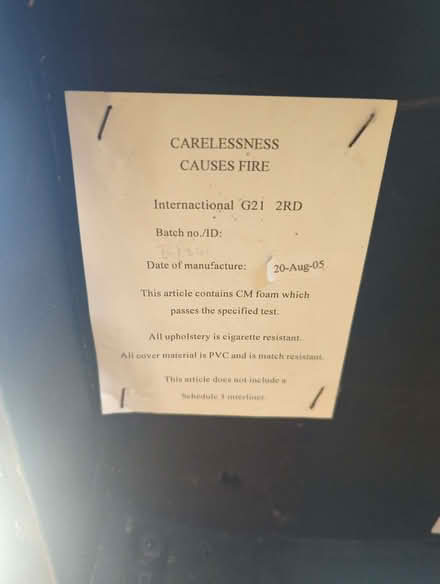 CARELESSNESS
CAUSES FIRE
Internactional G21 2RD
Batch no./ID:
Date of manufacture: 20-Aug-05
This article contains CM foam which
passes the specified test.
All upholstery is cigarette resistant.
All cover material is PVC and is match resistant.
This article does not include a
Schedule 3 interliner.